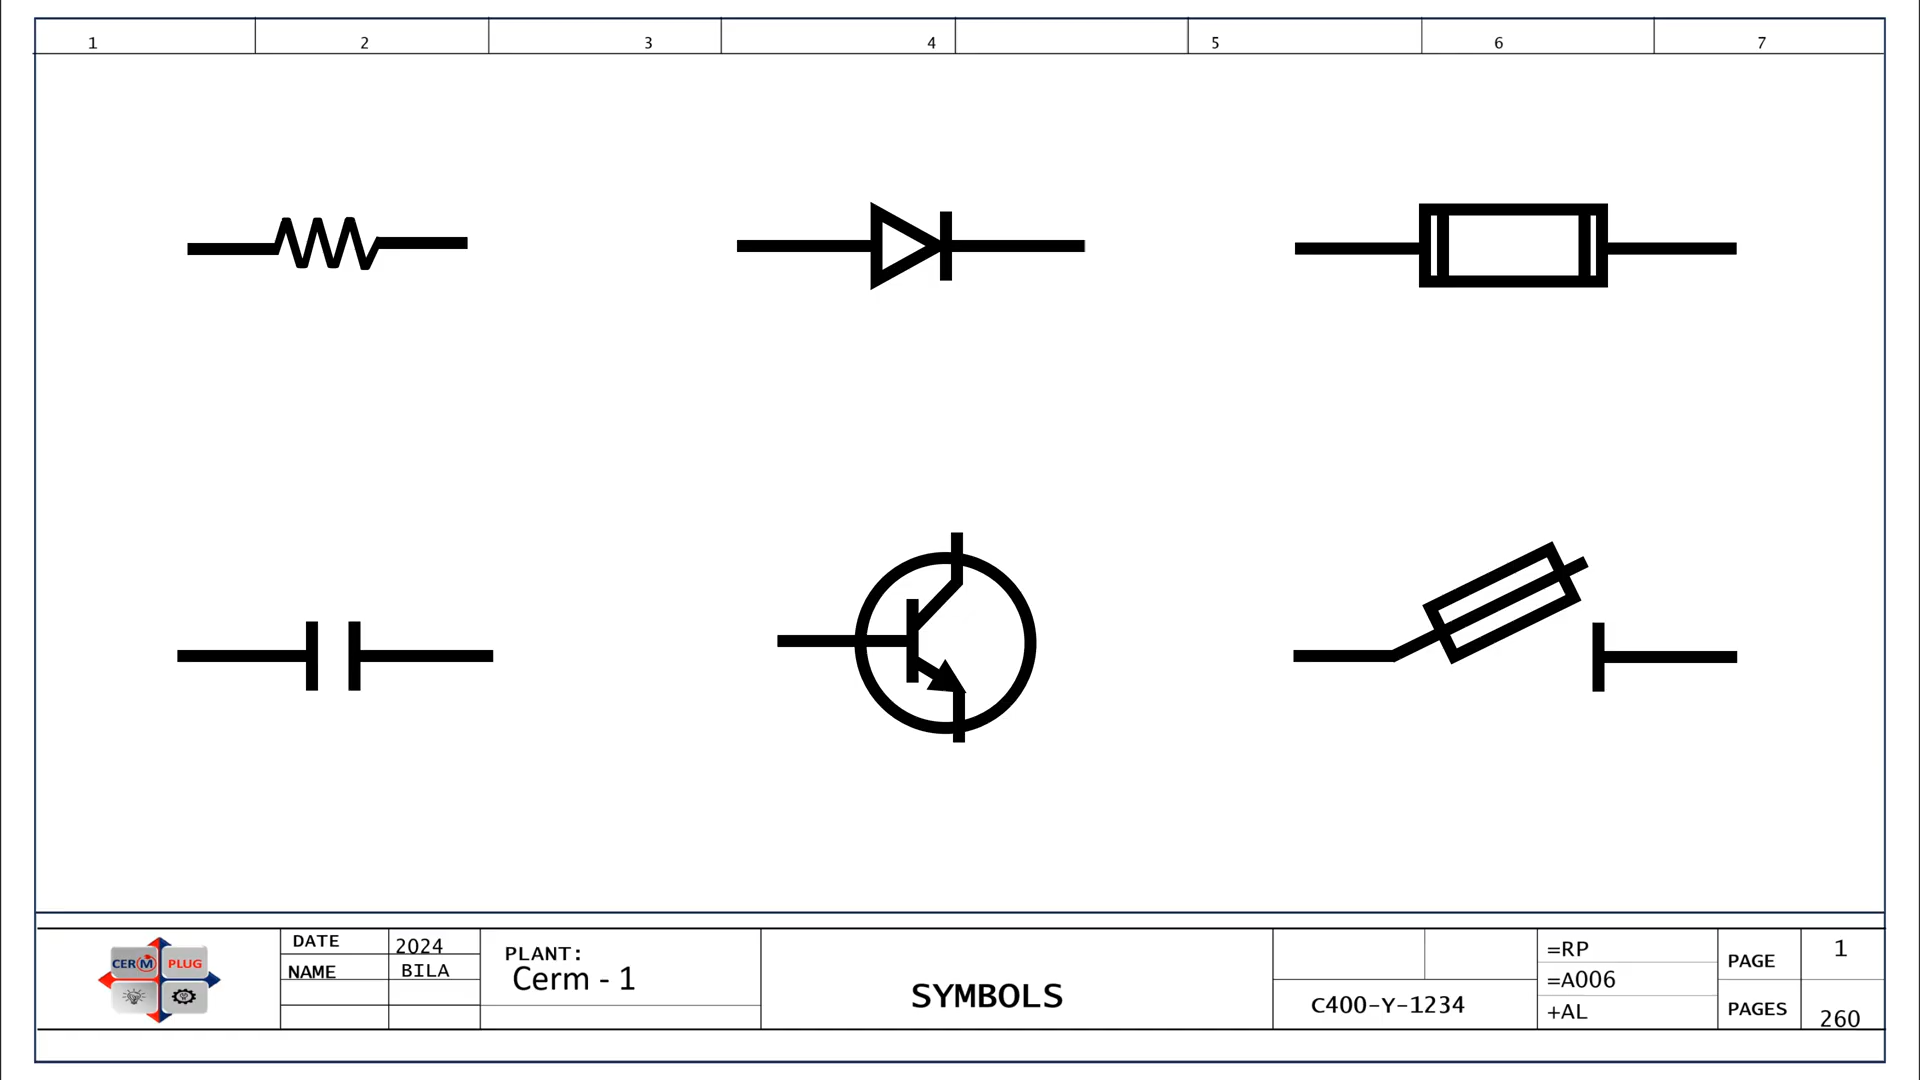 1 2 3 4 5 6 7
CERM PLUG
DATE 2024
NAME BILA
PLANT:
Cerm - 1
SYMBOLS
C400-Y-1234
=RP
=A006
+AL
PAGE 1
PAGES 260